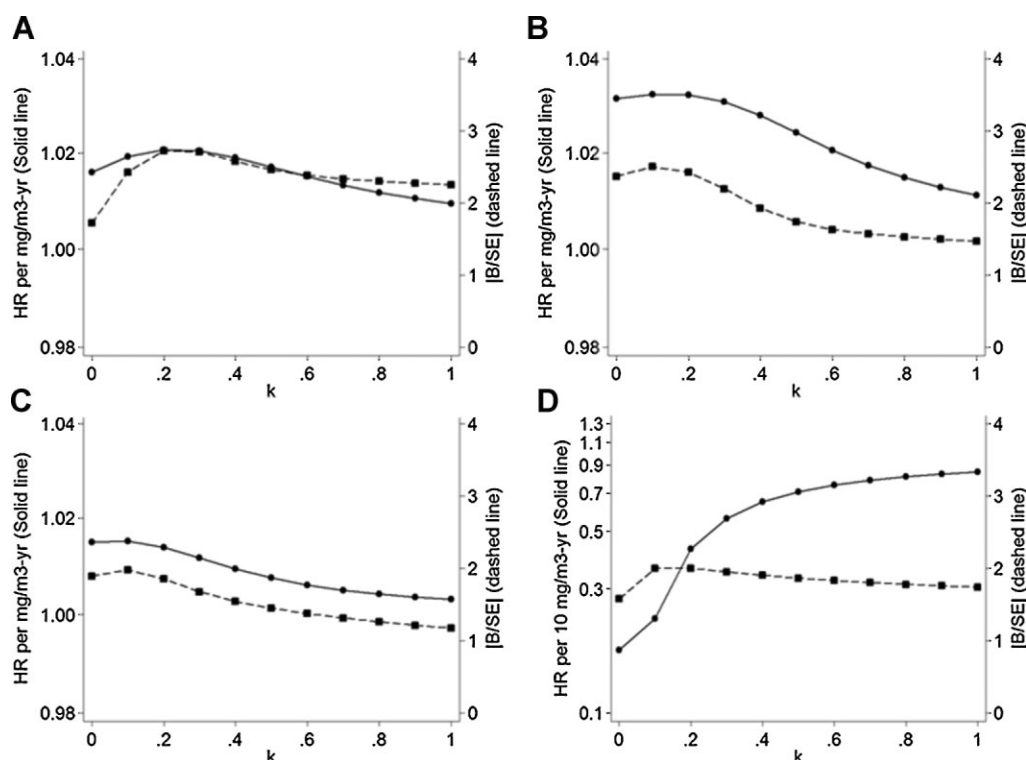 A
HR per mg/m3-yr (Solid line)
1.04
1.02
1.00
0.98
4
3
2
1
0
|B/SE| (dashed line)
0 .2 .4 .6 .8 1
k
B
HR per mg/m3-yr (Solid line)
1.04
1.02
1.00
0.98
4
3
2
1
0
|B/SE| (dashed line)
0 .2 .4 .6 .8 1
k
C
HR per mg/m3-yr (Solid line)
1.04
1.02
1.00
0.98
4
3
2
1
0
|B/SE| (dashed line)
0 .2 .4 .6 .8 1
k
D
HR per 10 mg/m3-yr (Solid line)
1.3
1.1
0.9
0.7
0.5
0.3
0.1
4
3
2
1
0
|B/SE| (dashed line)
0 .2 .4 .6 .8 1
k